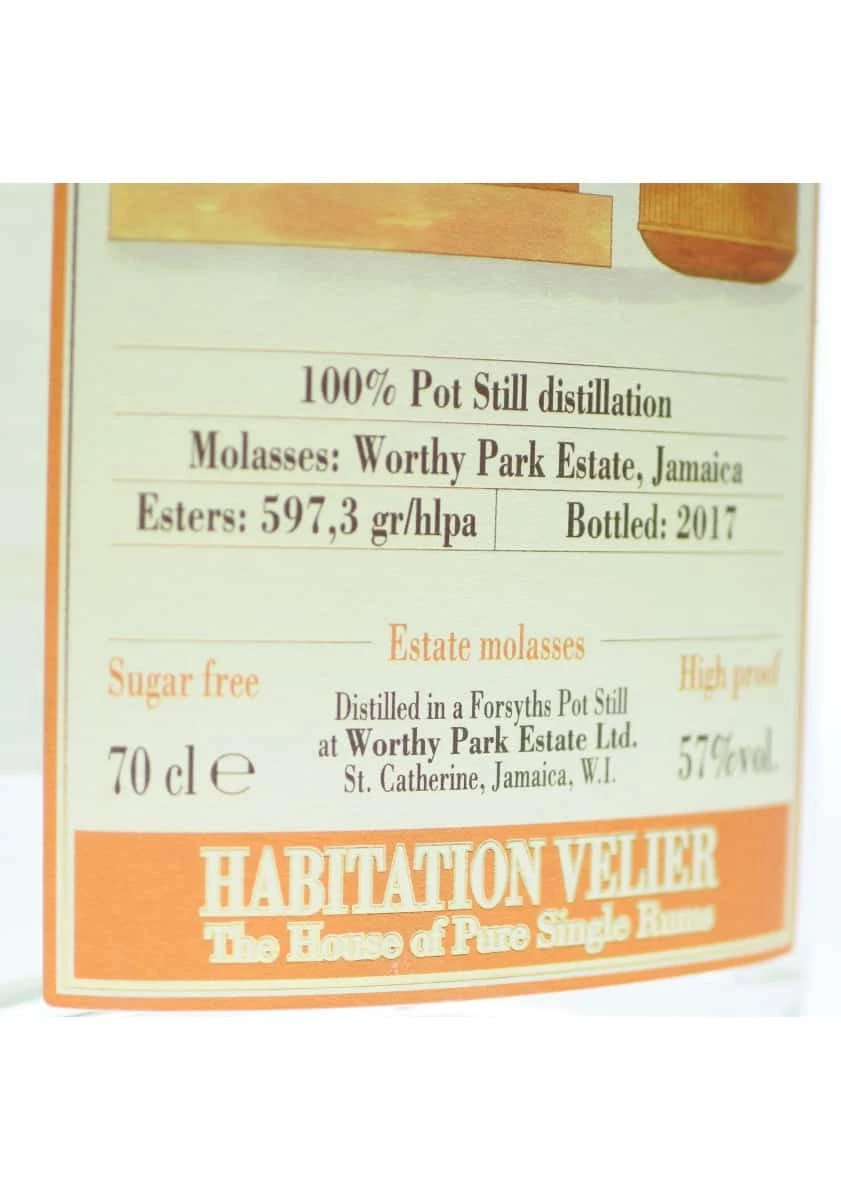 100% Pot Still distillation
Molasses: Worthy Park Estate, Jamaica
Esters: 597,3 gr/hlpa
Bottled: 2017
Estate molasses
Sugar free
High proof
Distilled in a Forsyths Pot Still
at Worthy Park Estate Ltd.
St. Catherine, Jamaica, W.I.
70 cl ℮
57%vol.
HABITATION VELIER
The House of Pure Single Rums